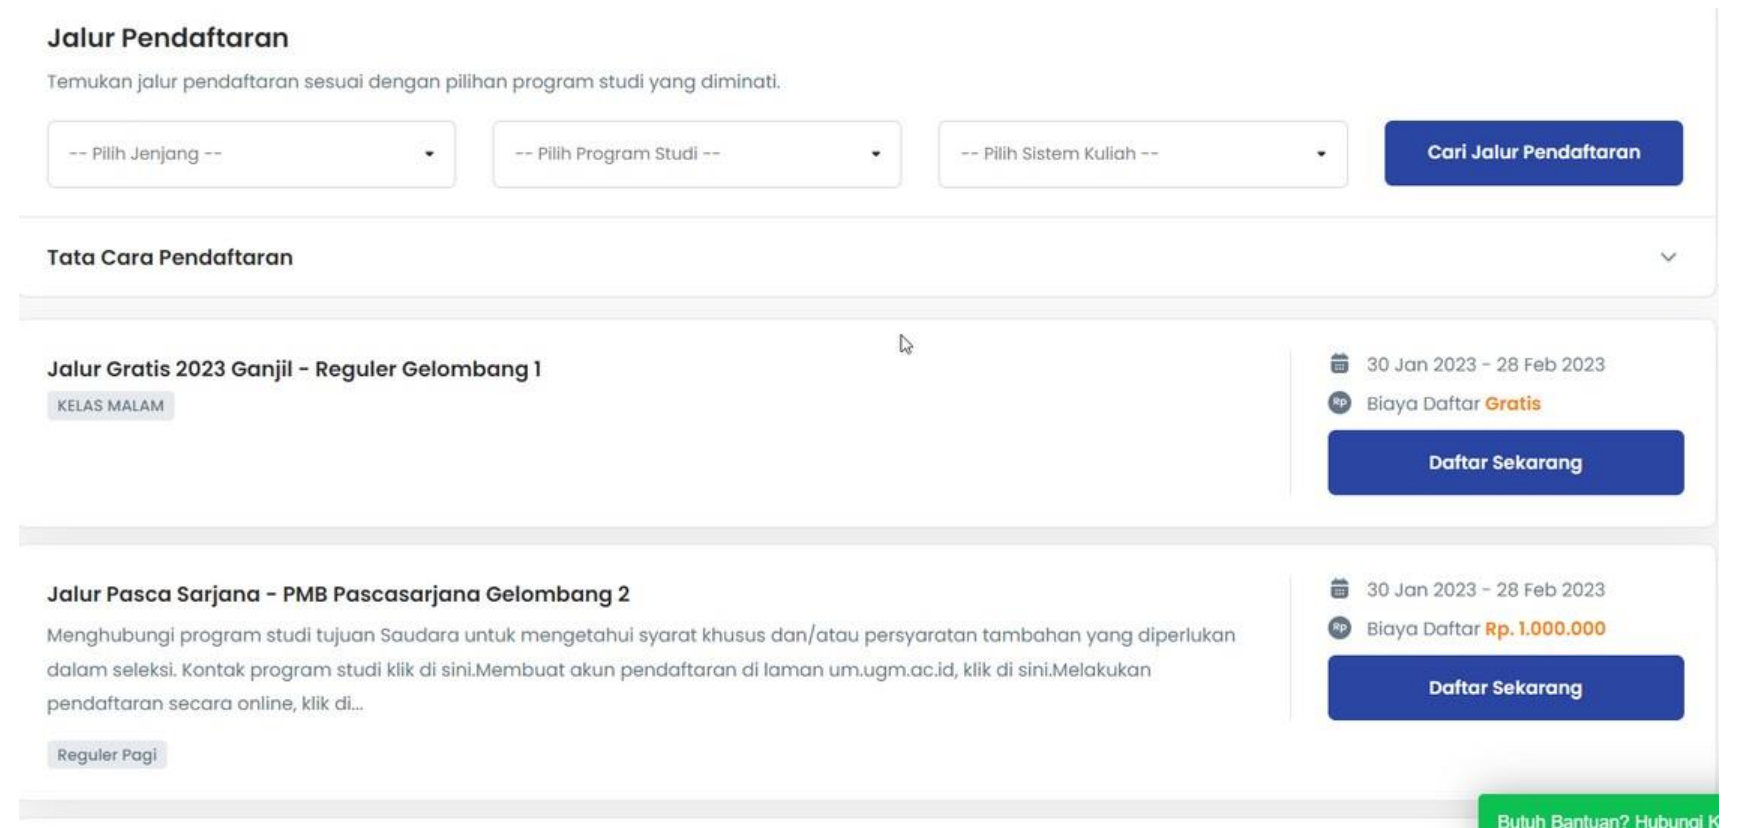 Jalur Pendaftaran
Temukan jalur pendaftaran sesuai dengan pilihan program studi yang diminati.
-- Pilih Jenjang --
-- Pilih Program Studi --
-- Pilih Sistem Kuliah --
Cari Jalur Pendaftaran
Tata Cara Pendaftaran
Jalur Gratis 2023 Ganjil - Reguler Gelombang 1
KELAS MALAM
30 Jan 2023 - 28 Feb 2023
Rp Biaya Daftar Gratis
Daftar Sekarang
Jalur Pasca Sarjana - PMB Pascasarjana Gelombang 2
Menghubungi program studi tujuan Saudara untuk mengetahui syarat khusus dan/atau persyaratan tambahan yang diperlukan
dalam seleksi. Kontak program studi klik di sini.Membuat akun pendaftaran di laman um.ugm.ac.id, klik di sini.Melakukan
pendaftaran secara online, klik di...
Reguler Pagi
30 Jan 2023 - 28 Feb 2023
Rp Biaya Daftar Rp. 1.000.000
Daftar Sekarang
Butuh Bantuan? Hubungi K